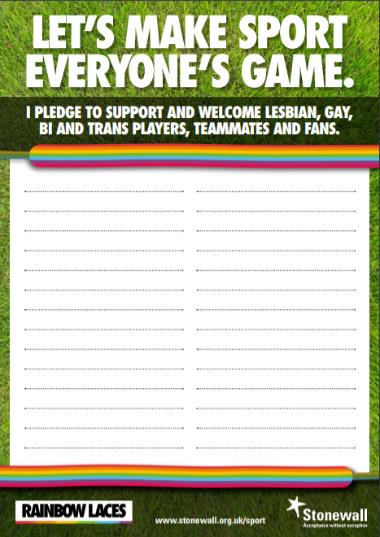 LET'S MAKE SPORT
EVERYONE'S GAME.
I PLEDGE TO SUPPORT AND WELCOME LESBIAN, GAY,
BI AND TRANS PLAYERS, TEAMMATES AND FANS.
RAINBOW LACES
www.stonewall.org.uk/sport
Stonewall
Acceptance without exception